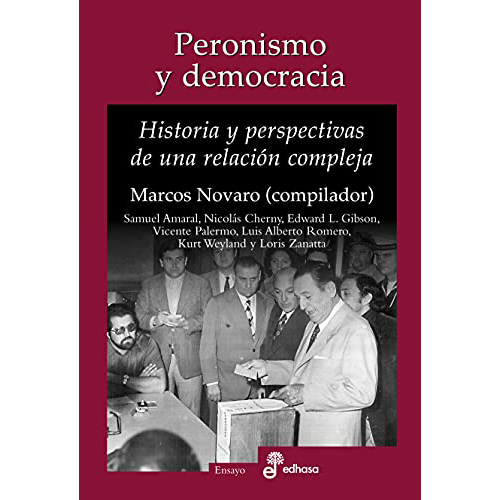 Peronismo
y democracia
Historia y perspectivas
de una relación compleja
Marcos Novaro (compilador)
Samuel Amaral, Nicolás Cherny, Edward L. Gibson,
Vicente Palermo, Luis Alberto Romero,
Kurt Weyland y Loris Zanatta
Ensayo
edhasa